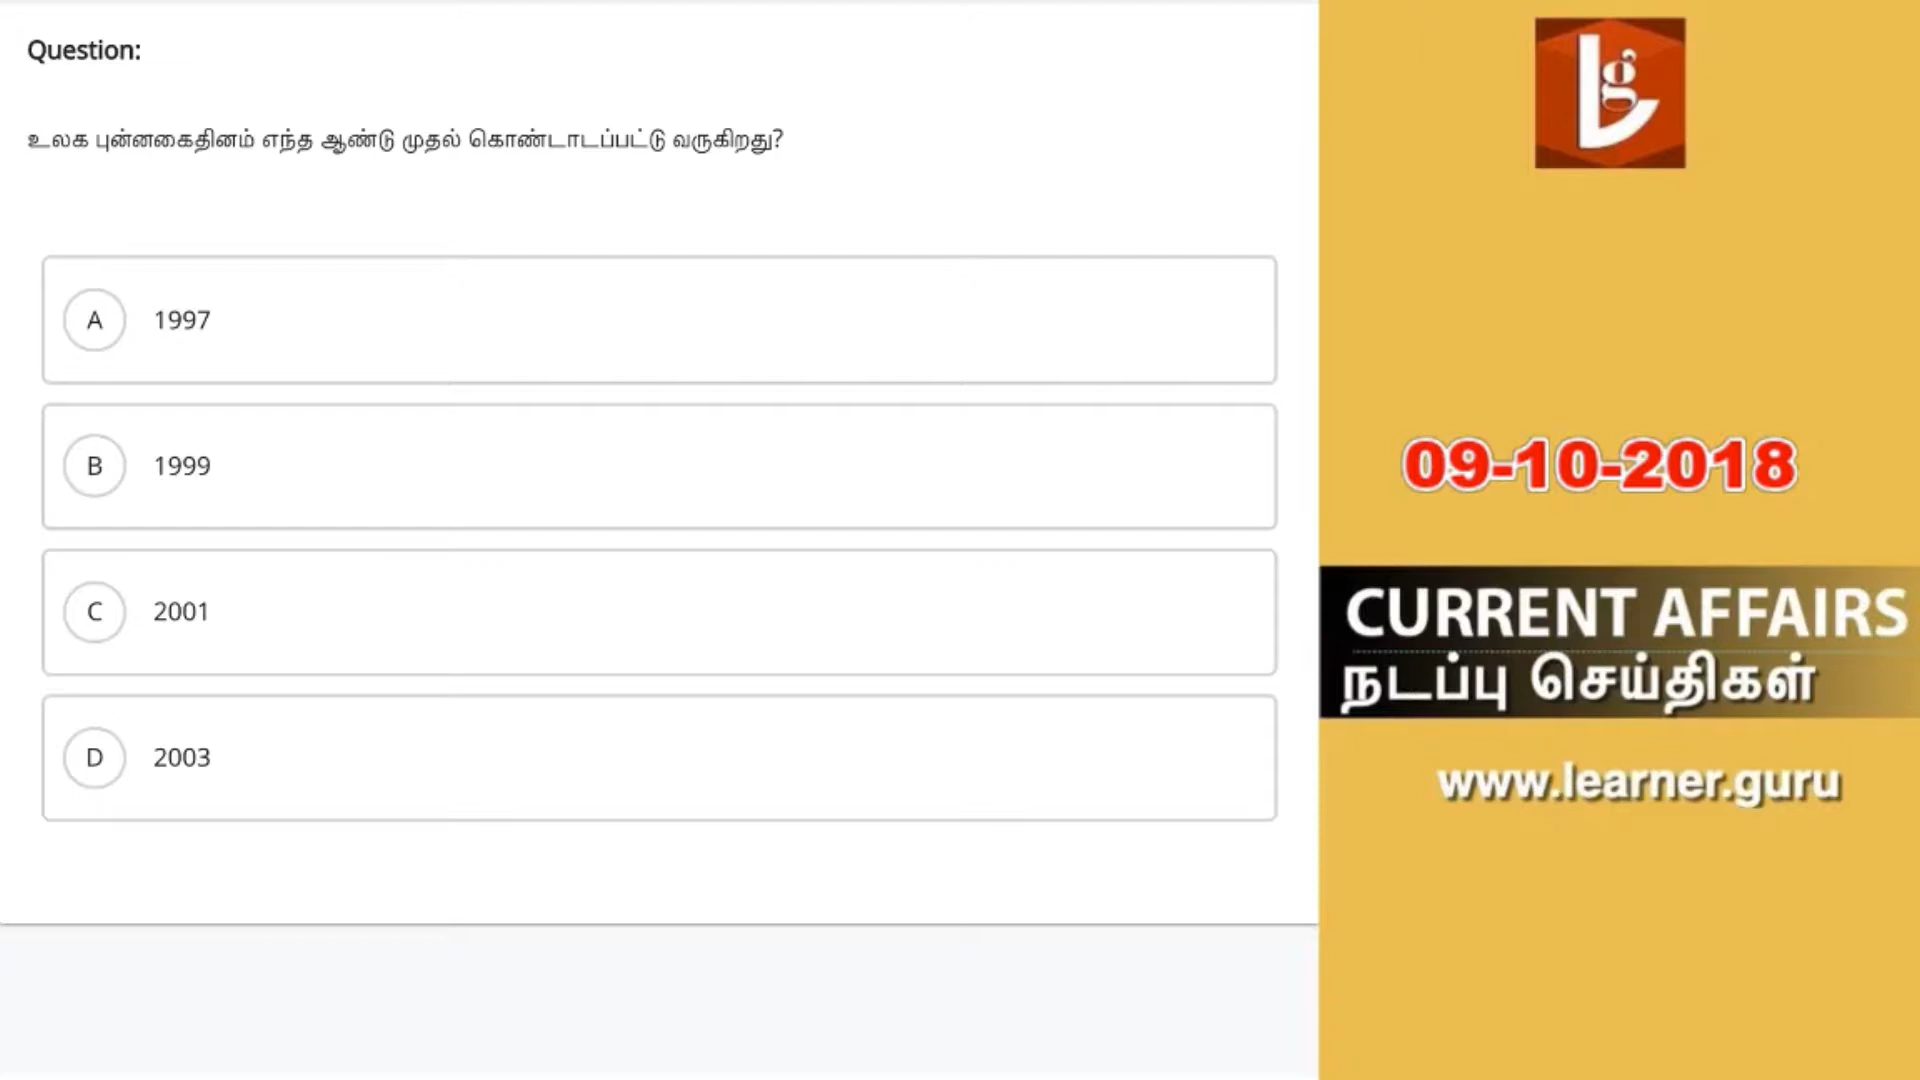 Question:
உலக புன்னகைதினம் எந்த ஆண்டு முதல் கொண்டாடப்பட்டு வருகிறது?
A 1997
B 1999
C 2001
D 2003
Lg
09-10-2018
CURRENT AFFAIRS
நடப்பு செய்திகள்
www.learner.guru